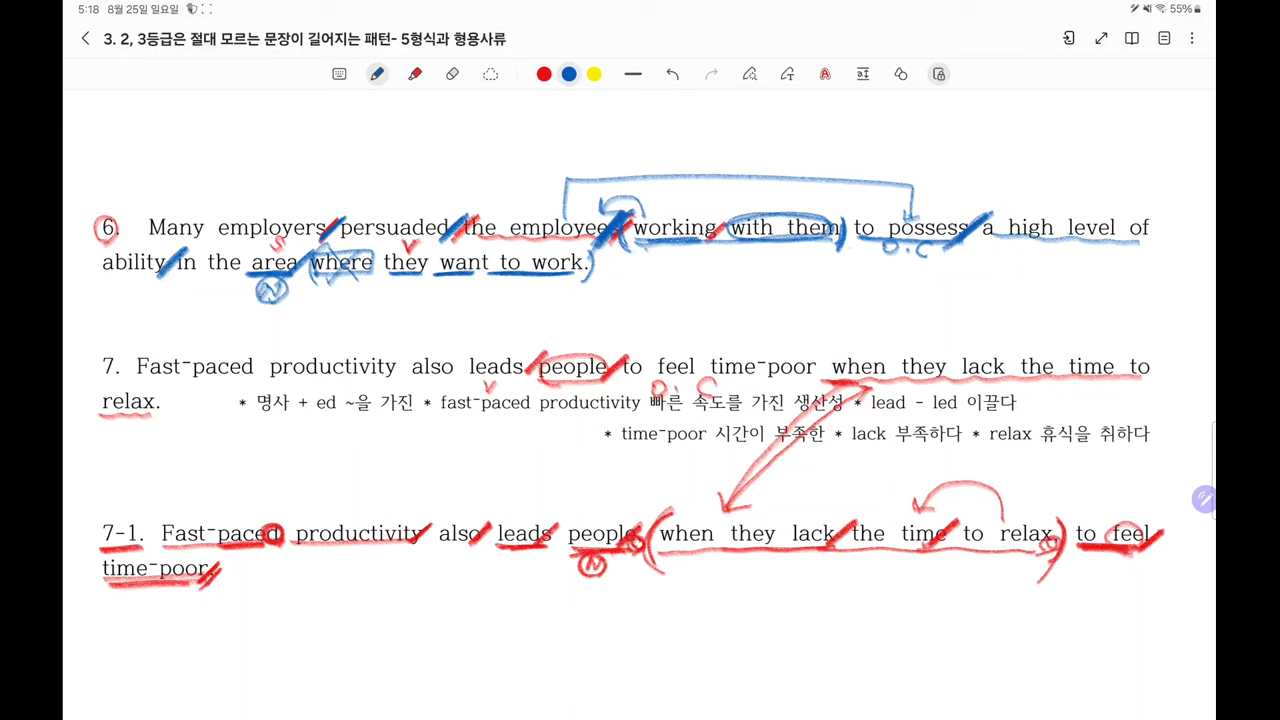 5:18 8월 25일 일요일
55%
3. 2, 3등급은 절대 모르는 문장이 길어지는 패턴- 5형식과 형용사류
6. Many employers persuaded the employees working with them to possess a high level of
S V O.C
ability in the area where they want to work.
N
7. Fast-paced productivity also leads people to feel time-poor when they lack the time to
V O. C
relax. * 명사 + ed ~을 가진 * fast-paced productivity 빠른 속도를 가진 생산성 * lead - led 이끌다
* time-poor 시간이 부족한 * lack 부족하다 * relax 휴식을 취하다
7-1. Fast-paced productivity also leads people when they lack the time to relax to feel
N
time-poor.